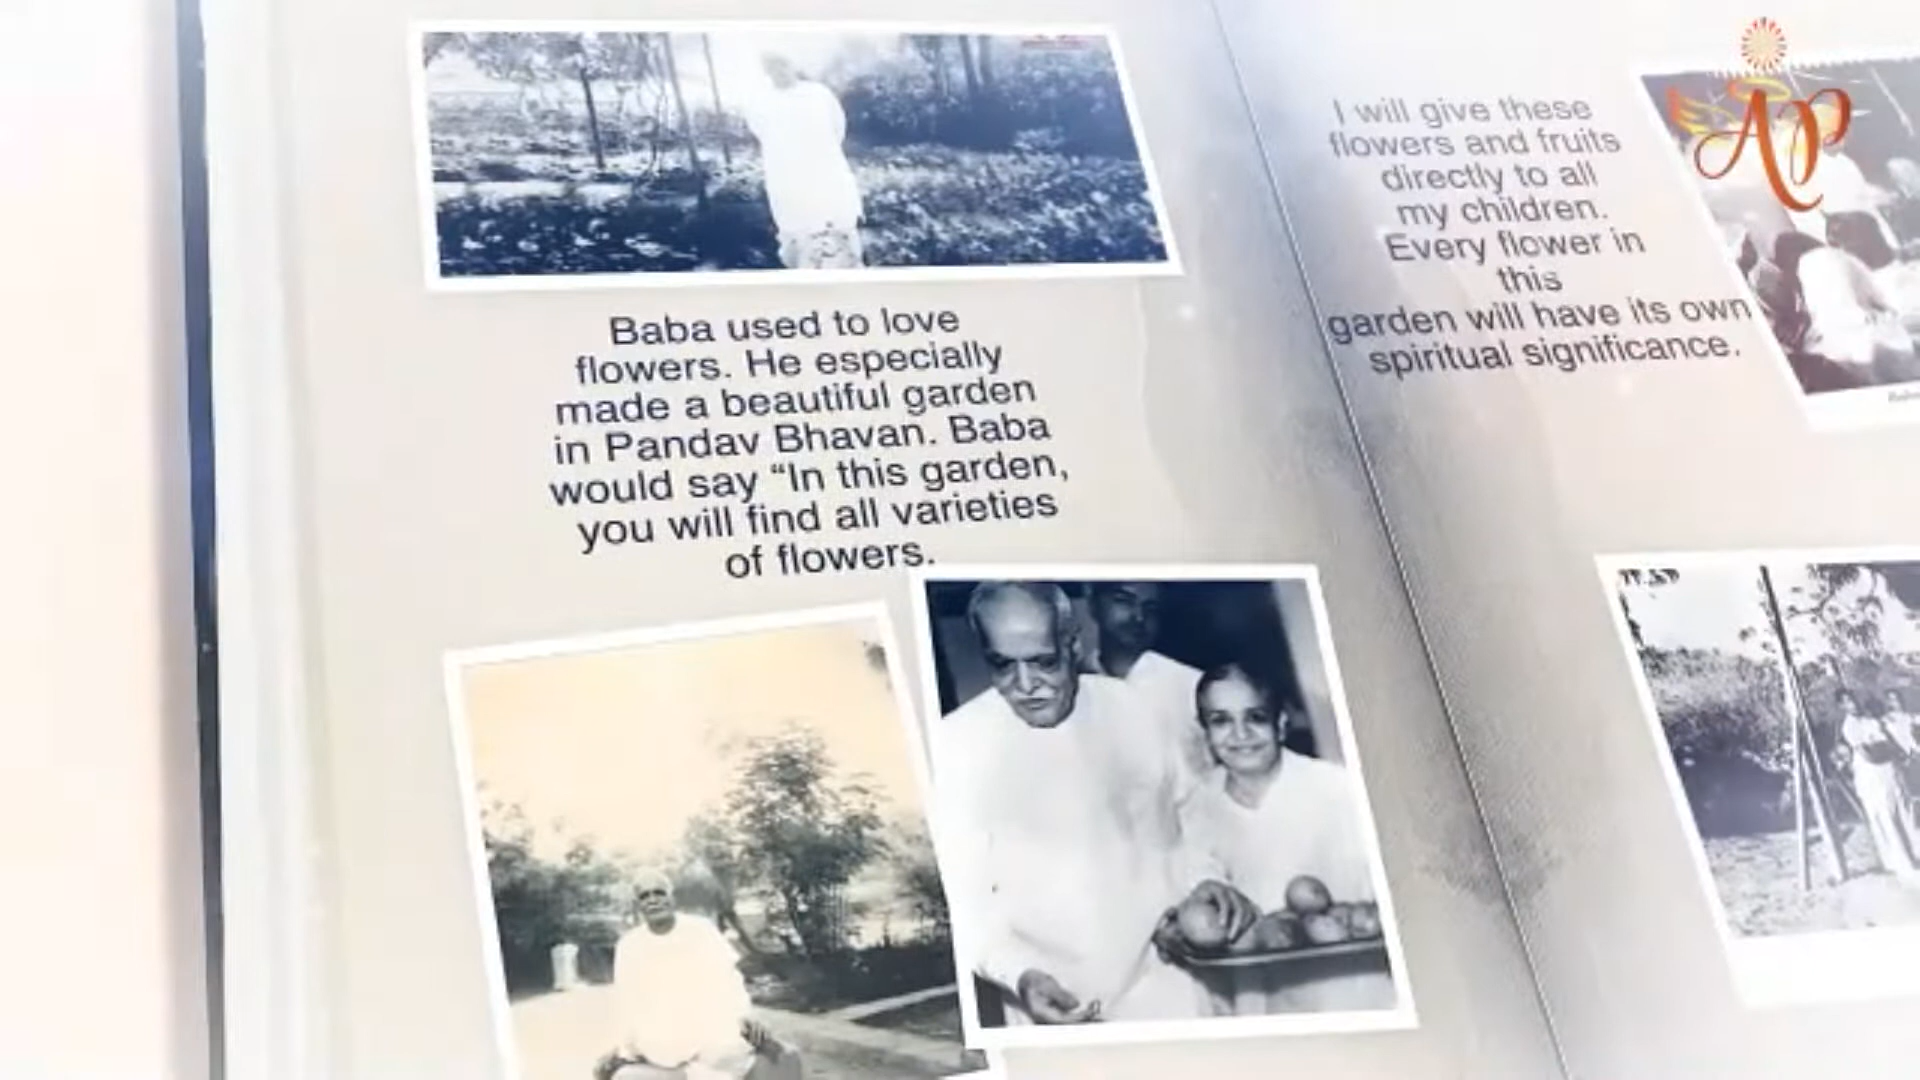 Baba used to love
flowers. He especially
made a beautiful garden
in Pandav Bhavan. Baba
would say “In this garden,
you will find all varieties
of flowers.
I will give these
flowers and fruits
directly to all
my children.
Every flower in
this
garden will have its own
spiritual significance.
AP